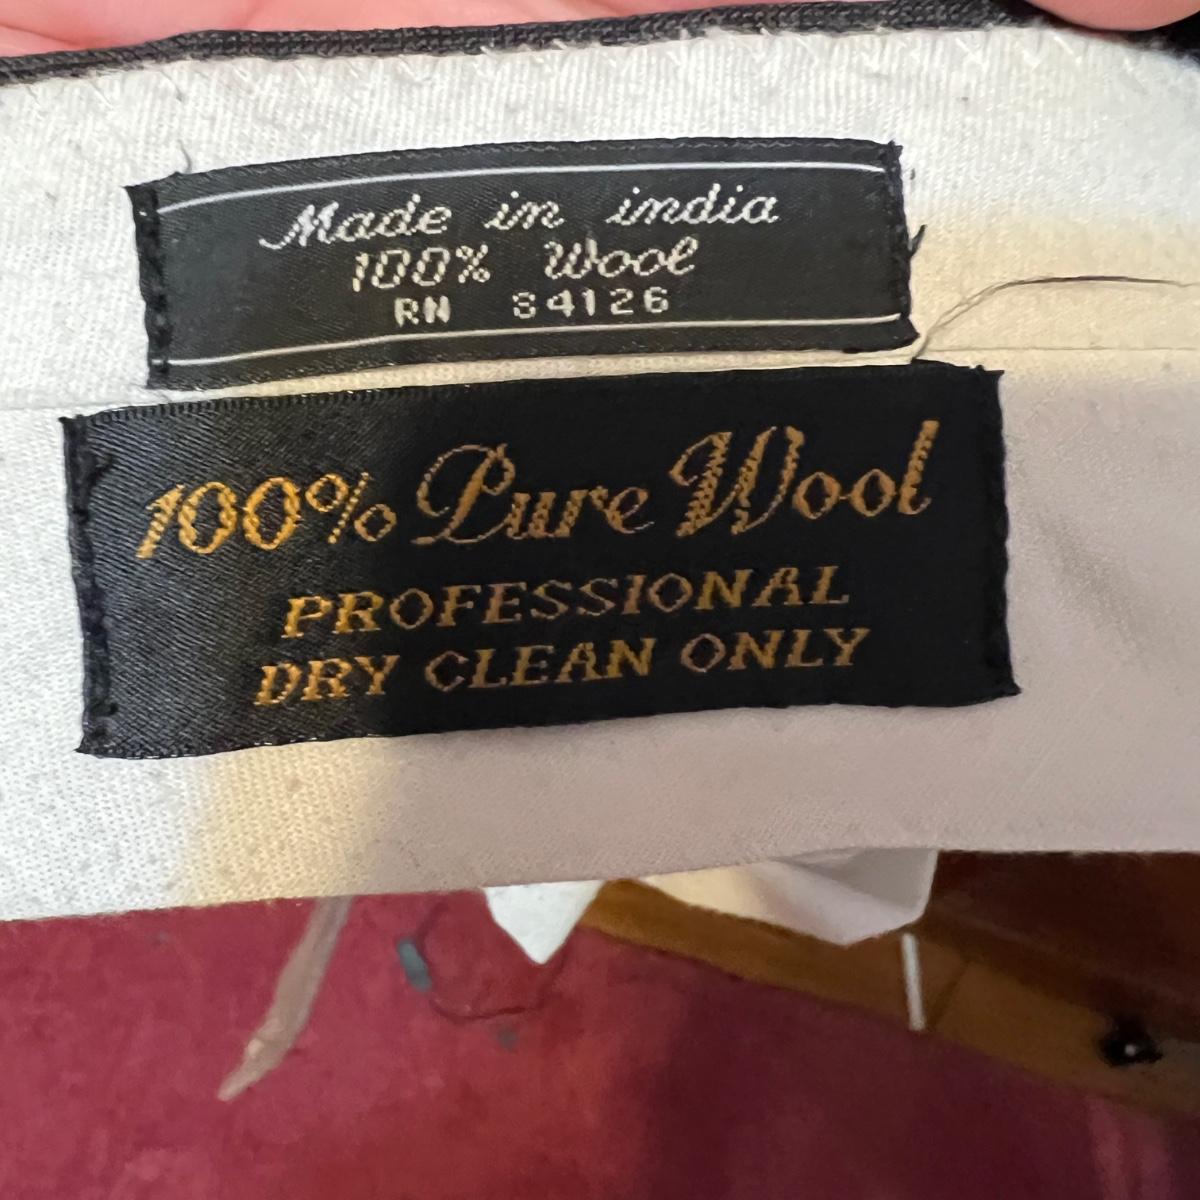 Made in india
100% Wool
RN 84126
100% Pure Wool
PROFESSIONAL
DRY CLEAN ONLY